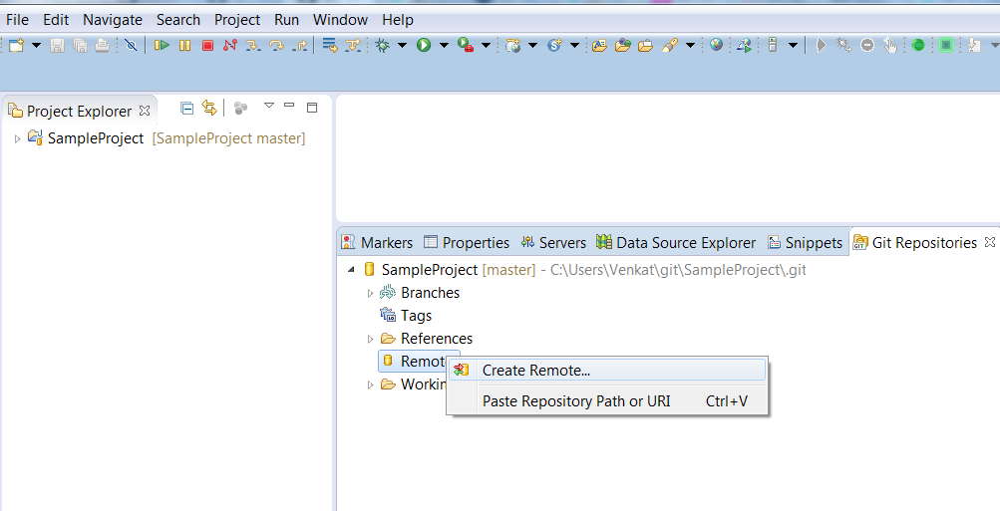 File Edit Navigate Search Project Run Window Help
Project Explorer
SampleProject [SampleProject master]
Markers Properties Servers Data Source Explorer Snippets Git Repositories
SampleProject [master] - C:\Users\Venkat\git\SampleProject\.git
Branches
Tags
References
Remot
Create Remote...
Workin
Paste Repository Path or URI Ctrl+V